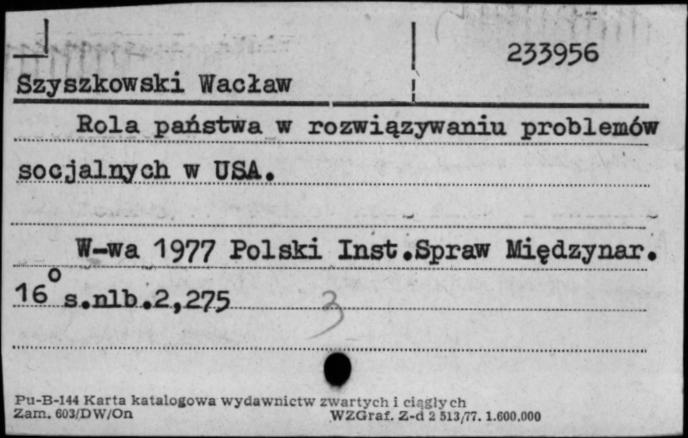 233956
Szyszkowski Wacław
Rola państwa w rozwiązywaniu problemów
socjalnych w USA.
W-wa 1977 Polski Inst.Spraw Międzynar.
16° s.nlb.2,275
3
Pu-B-144 Karta katalogowa wydawnictw zwartych i ciągłych
Zam. 603/DW/On WZGraf. Z-d 2 513/77. 1.600.000